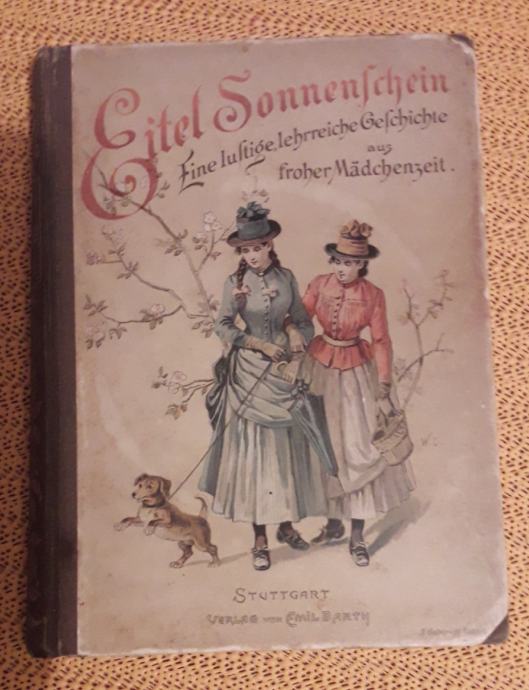 Eitel Sonnenſchein
Eine luſtige, lehrreiche Geſchichte
aus
froher Mädchenzeit.
W. C.
STUTTGART
VERLAG VON EMIL BARTH